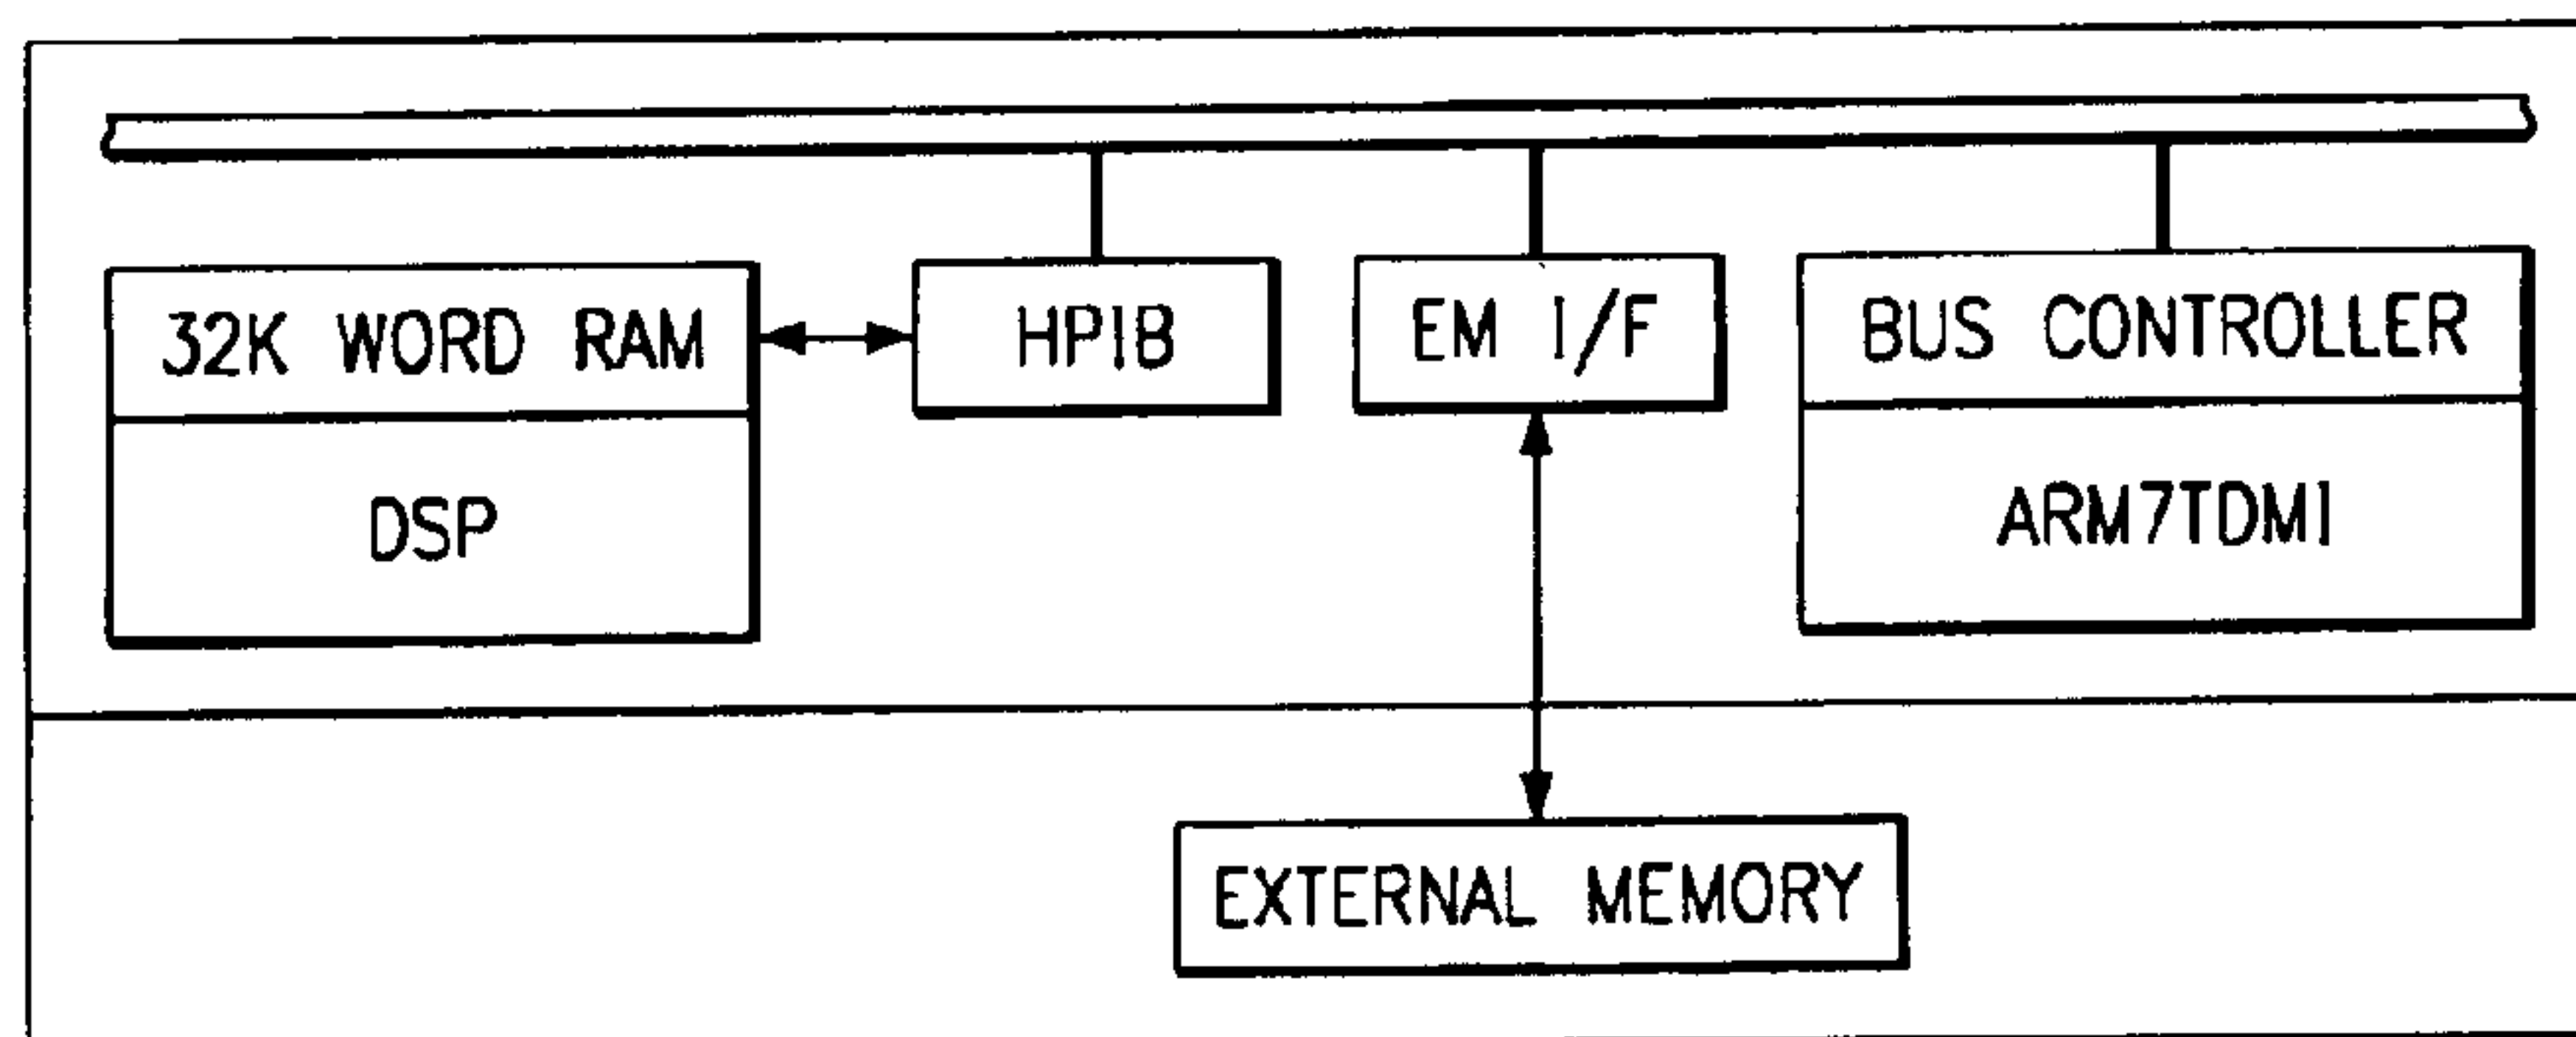 32K WORD RAM
HPIB
EM I/F
BUS CONTROLLER
DSP
ARM7TDMI
EXTERNAL MEMORY